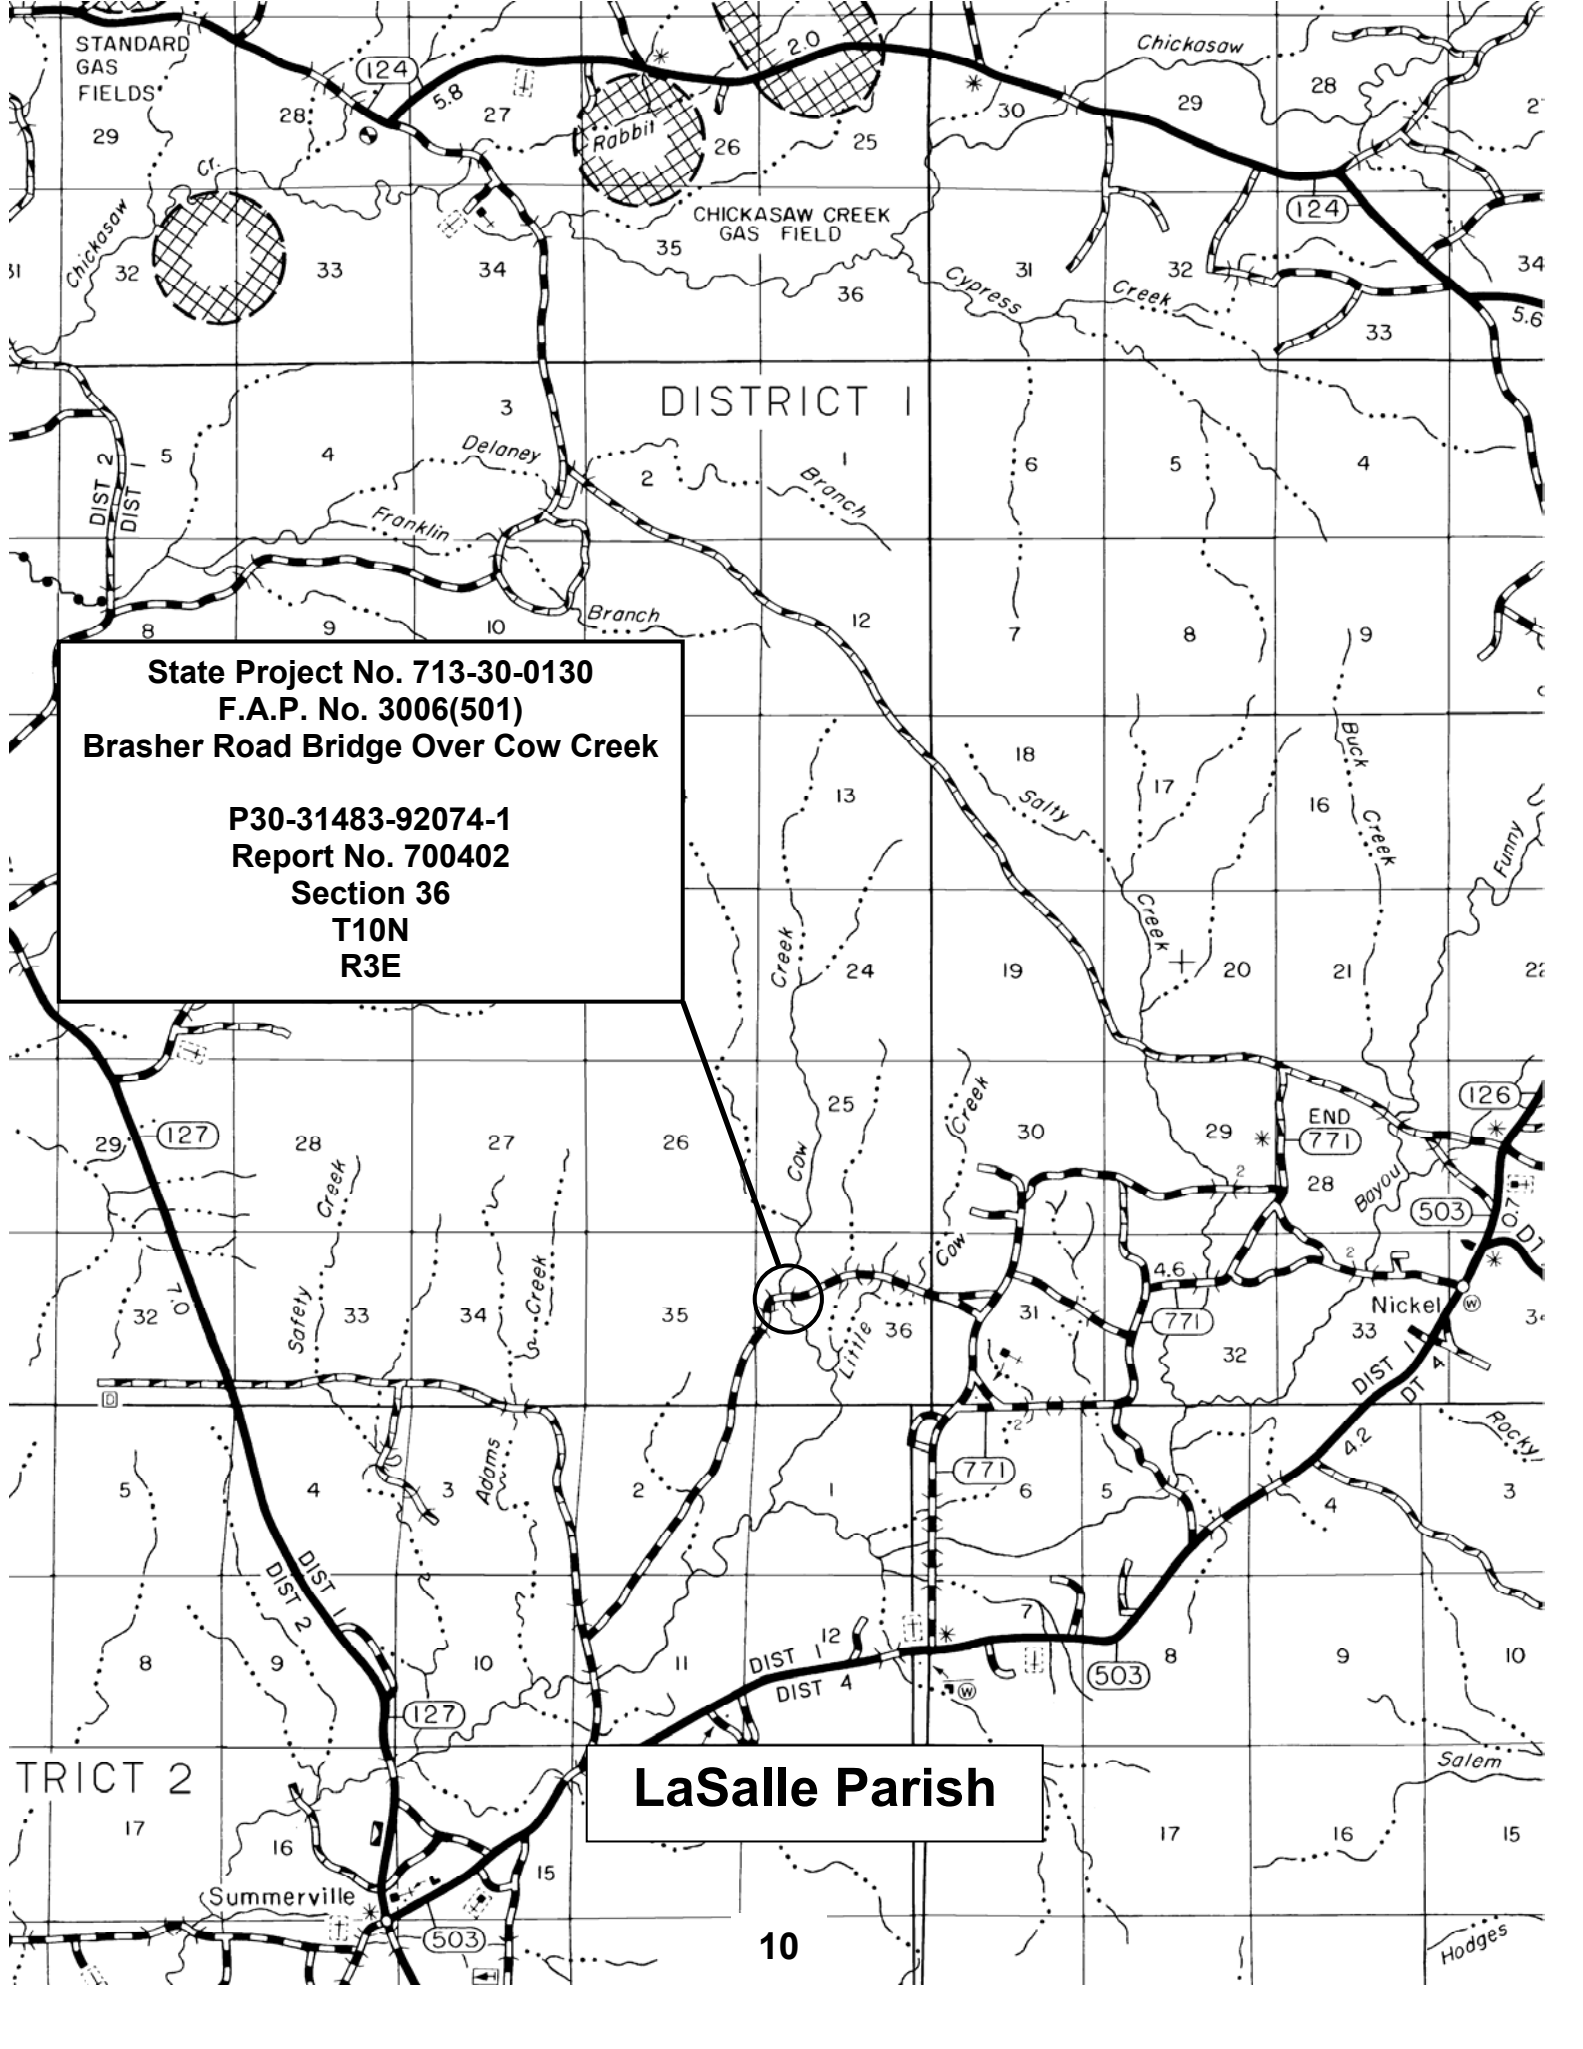 STANDARD
GAS
FIELDS
29
Chickasaw
Cr.
28
124
5.8
27
Rabbit
26
2.0
25
30
Chickasaw
29
28
124
31
32
33
34
35
CHICKASAW CREEK
GAS FIELD
36
Cypress
Creek
31
32
33
34
5.6
DISTRICT 1
DIST 2
DIST 1
5
4
3
Delaney
2
1
Branch
6
5
4
Franklin
Branch
8
9
10
12
7
8
9
State Project No. 713-30-0130
F.A.P. No. 3006(501)
Brasher Road Bridge Over Cow Creek
P30-31483-92074-1
Report No. 700402
Section 36
T10N
R3E
13
18
17
16
Salty
Creek
Buck
Creek
Funny
Creek
24
19
20
21
22
29
127
28
27
26
25
30
29
END
771
28
126
503
0.7
Bayou
Creek
Cow
Creek
Cow
2
DT
Safety
Creek
7.0
32
33
34
35
Little
36
31
4.6
771
32
33
2
Nickel
W
34
D
DIST 1
DT 4
4.2
Rocky
5
4
3
Adams
2
1
771
2
6
5
4
3
DIST 1
DIST 2
8
9
10
11
12
DIST 1
DIST 4
7
503
W
8
9
10
127
TRICT 2
LaSalle Parish
Salem
17
16
15
17
16
15
Summerville
503
10
Hodges